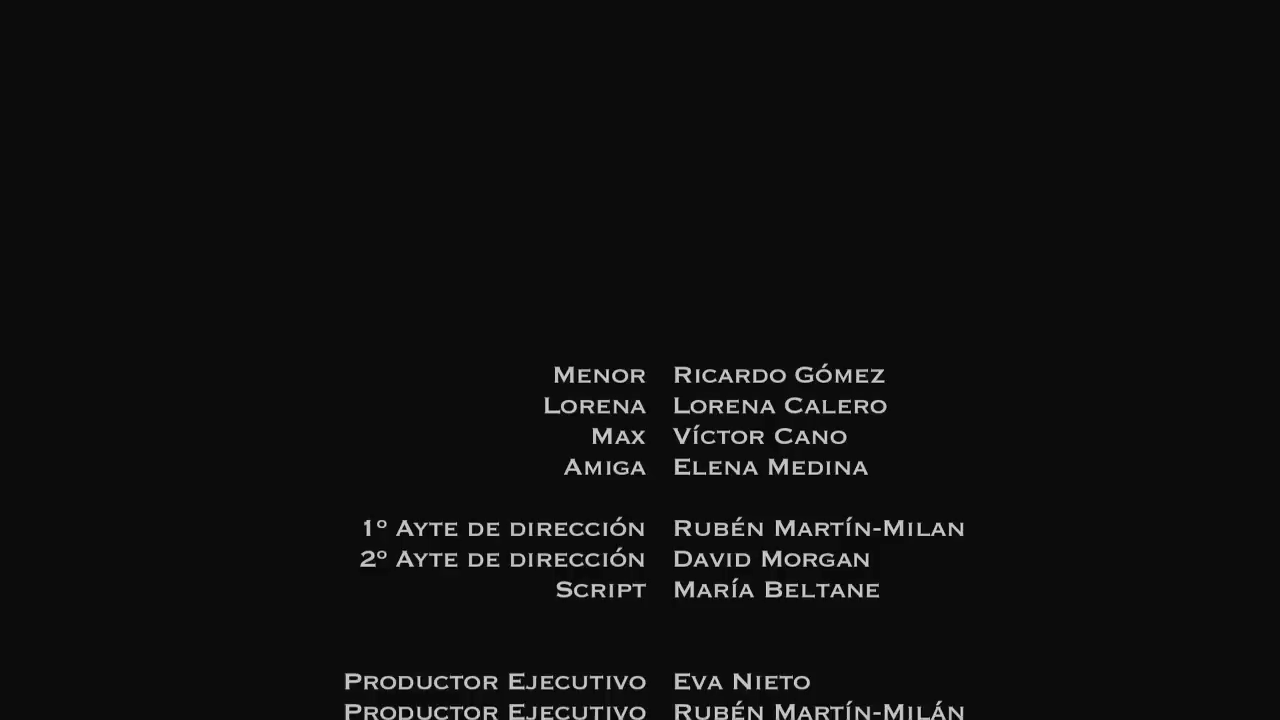 Menor Ricardo Gómez
Lorena Lorena Calero
Max Víctor Cano
Amiga Elena Medina
1º Ayte de dirección Rubén Martín-Milan
2º Ayte de dirección David Morgan
Script María Beltane
Productor Ejecutivo Eva Nieto
Productor Ejecutivo Rubén Martín-Milán